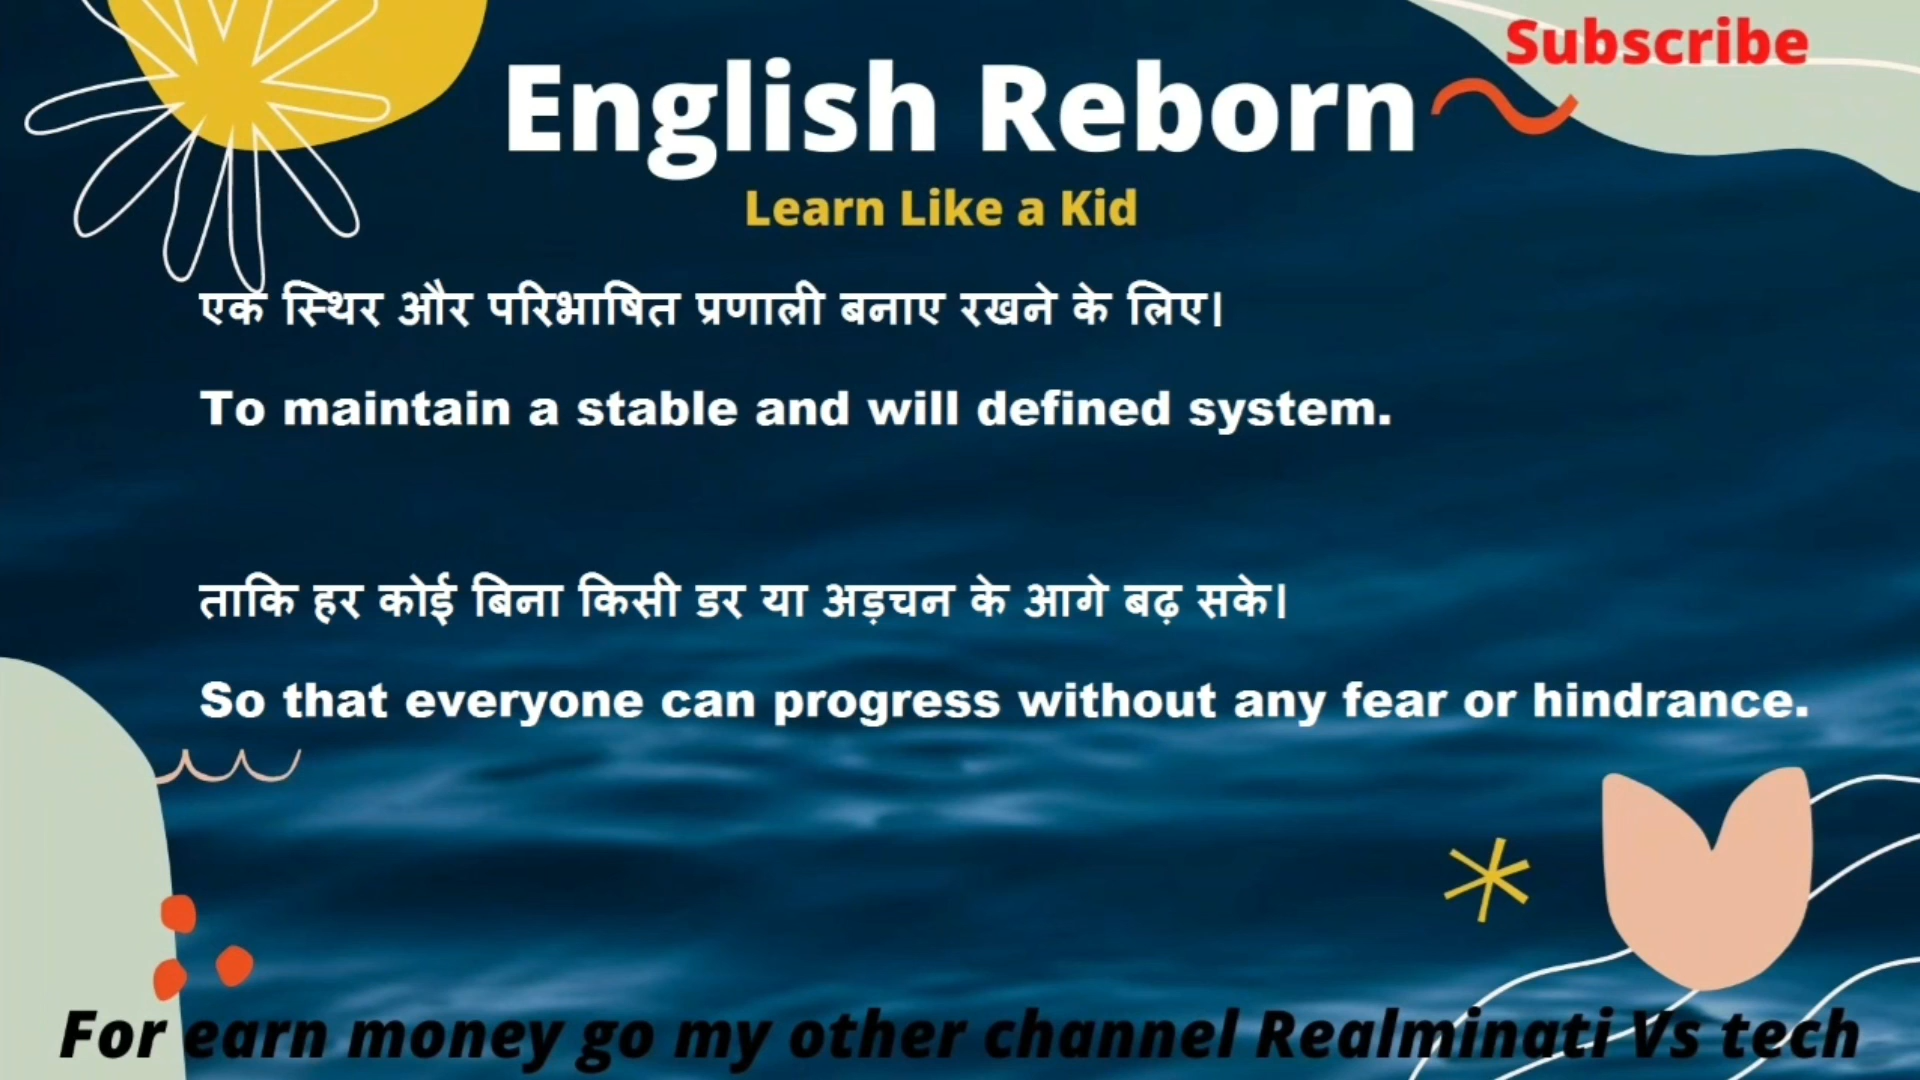 Subscribe
English Reborn
Learn Like a Kid
एक स्थिर और परिभाषित प्रणाली बनाए रखने के लिए।
To maintain a stable and will defined system.
ताकि हर कोई बिना किसी डर या अड़चन के आगे बढ़ सके।
So that everyone can progress without any fear or hindrance.
For earn money go my other channel Realminati Vs tech